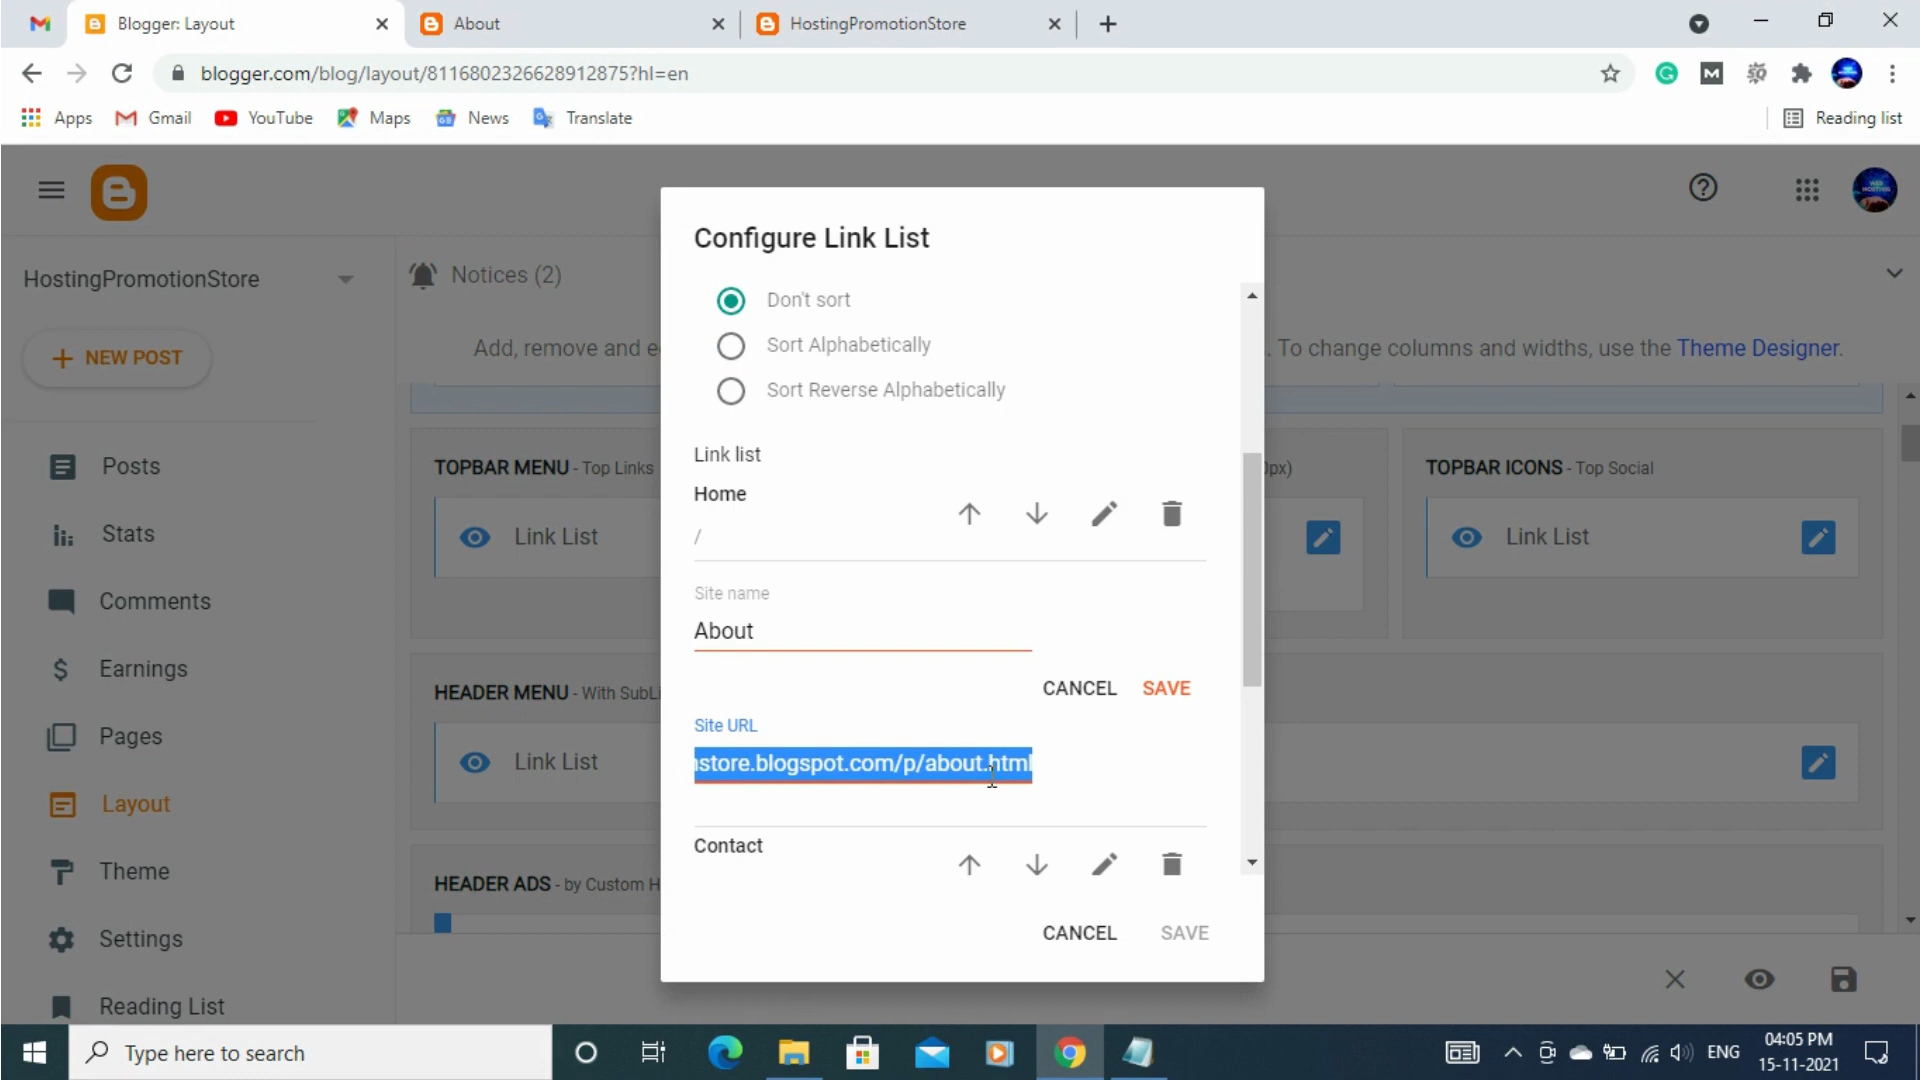 Blogger: Layout
About
HostingPromotionStore
blogger.com/blog/layout/8116802326628912875?hl=en
Apps
Gmail
YouTube
Maps
News
Translate
Reading list
HostingPromotionStore
Notices (2)
NEW POST
Add, remove and e
. To change columns and widths, use the Theme Designer.
Posts
Stats
Comments
Earnings
Pages
Layout
Theme
Settings
Reading List
TOPBAR MENU - Top Links
Link List
0px)
TOPBAR ICONS - Top Social
Link List
HEADER MENU - With SubLi
Link List
HEADER ADS - by Custom H
Configure Link List
Don't sort
Sort Alphabetically
Sort Reverse Alphabetically
Link list
Home
/
Site name
About
CANCEL SAVE
Site URL
store.blogspot.com/p/about.html
Contact
CANCEL SAVE
Type here to search
ENG
04:05 PM
15-11-2021